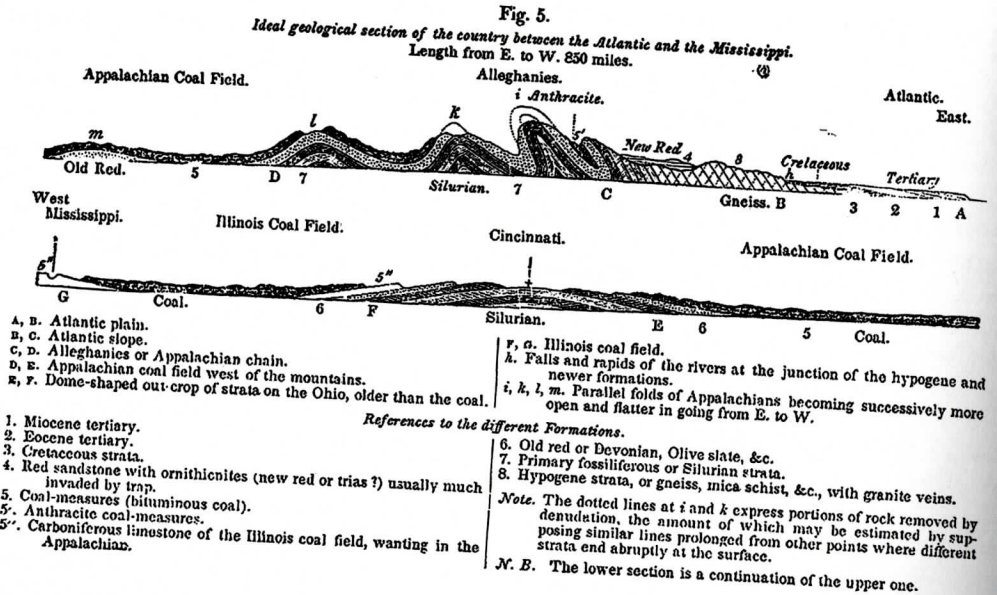 Fig. 5.
Ideal geological section of the country between the Atlantic and the Mississippi.
Length from E. to W. 850 miles.
Appalachian Coal Field.
Alleghanies.
Atlantic.
East.
i Anthracite.
l
k
m
5'
New Red
4
8
Cretaceous
h
Tertiary
Old Red.
5
D
7
Silurian.
7
C
Gneiss.
B
3
2
1
A
West
Mississippi.
Illinois Coal Field.
Cincinnati.
Appalachian Coal Field.
5"
5"
G
Coal.
6
F
Silurian.
E
6
5
Coal.
A, B. Atlantic plain.
B, C. Atlantic slope.
C, D. Alleghanies or Appalachian chain.
D, E. Appalachian coal field west of the mountains.
E, F. Dome-shaped out-crop of strata on the Ohio, older than the coal.
F, G. Illinois coal field.
h. Falls and rapids of the rivers at the junction of the hypogene and
newer formations.
i, k, l, m. Parallel folds of Appalachians becoming successively more
open and flatter in going from E. to W.
References to the different Formations.
1. Miocene tertiary.
2. Eocene tertiary.
3. Cretaceous strata.
4. Red sandstone with ornithicnites (new red or trias?) usually much
invaded by trap.
5. Coal-measures (bituminous coal).
5'. Anthracite coal-measures.
5". Carboniferous limestone of the Illinois coal field, wanting in the
Appalachian.
6. Old red or Devonian, Olive slate, &c.
7. Primary fossiliferous or Silurian strata.
8. Hypogene strata, or gneiss, mica schist, &c., with granite veins.
Note. The dotted lines at i and k express portions of rock removed by
denudation, the amount of which may be estimated by sup-
posing similar lines prolonged from other points where different
strata end abruptly at the surface.
N. B. The lower section is a continuation of the upper one.